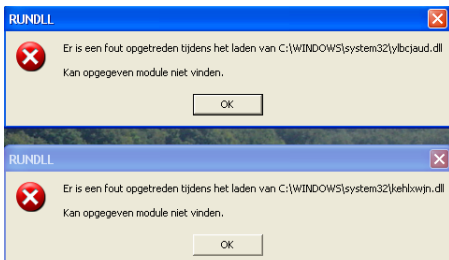 RUNDLL
Er is een fout opgetreden tijdens het laden van C:\WINDOWS\system32\ylbcjaud.dll
Kan opgegeven module niet vinden.
OK
RUNDLL
Er is een fout opgetreden tijdens het laden van C:\WINDOWS\system32\kehlxwjn.dll
Kan opgegeven module niet vinden.
OK